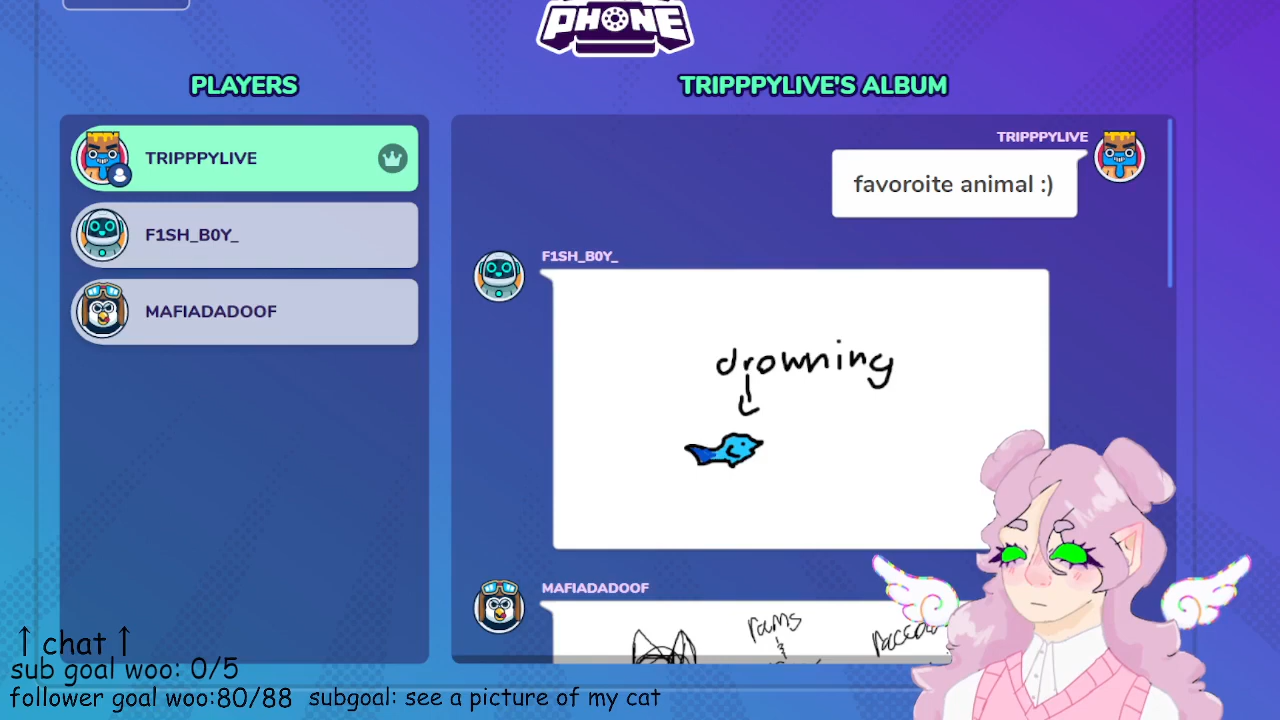 PHONE
PLAYERS
TRIPPPYLIVE'S ALBUM
TRIPPPYLIVE
F1SH_B0Y_
MAFIADADOOF
TRIPPPYLIVE
favoroite animal :)
F1SH_B0Y_
drowning
MAFIADADOOF
rams
↑ chat ↑
sub goal woo: 0/5
follower goal woo:80/88 subgoal: see a picture of my cat